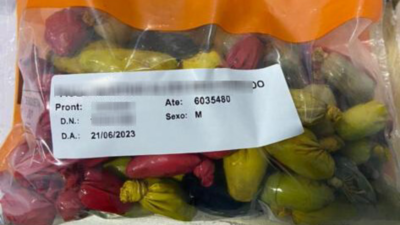 DO
Pront: Ate: 6035480
D.N.: Sexo: M
D.A.: 21/06/2023